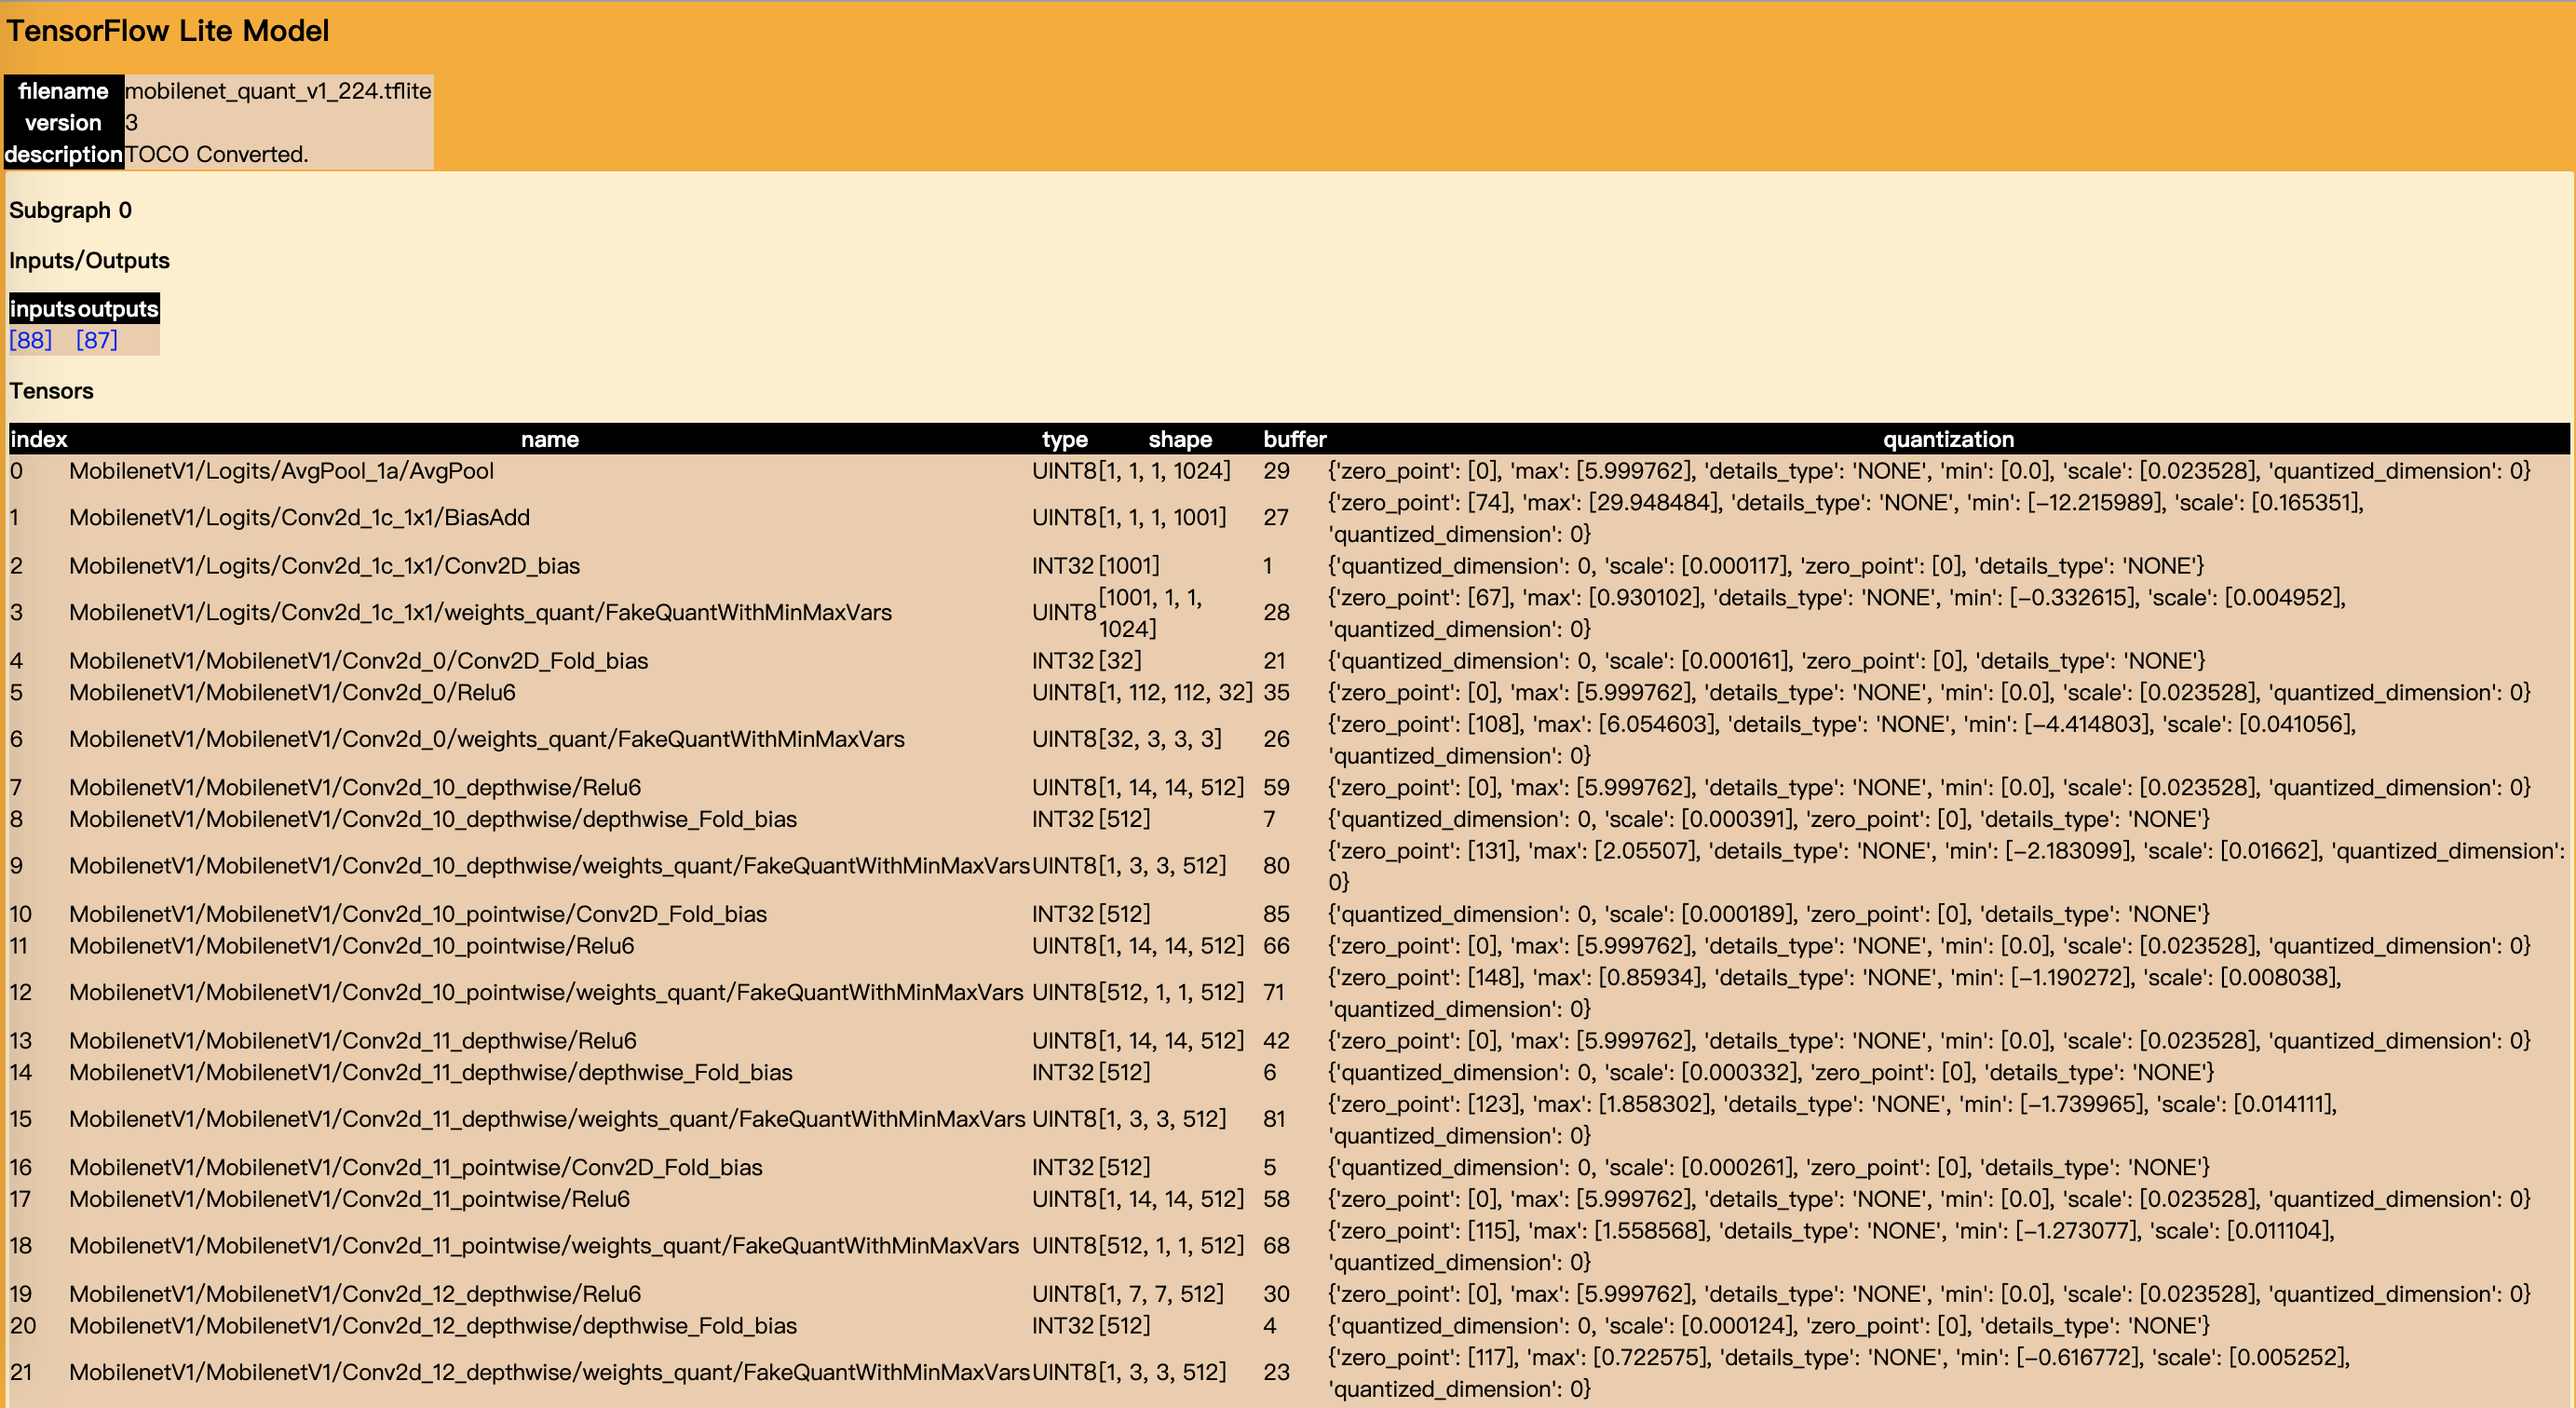 TensorFlow Lite Model
filename mobilenet_quant_v1_224.tflite
version 3
description TOCO Converted.
Subgraph 0
Inputs/Outputs
inputs outputs
[88] [87]
Tensors
index name type shape buffer quantization
0 MobilenetV1/Logits/AvgPool_1a/AvgPool UINT8 [1, 1, 1, 1024] 29 {'zero_point': [0], 'max': [5.999762], 'details_type': 'NONE', 'min': [0.0], 'scale': [0.023528], 'quantized_dimension': 0}
1 MobilenetV1/Logits/Conv2d_1c_1x1/BiasAdd UINT8 [1, 1, 1, 1001] 27 {'zero_point': [74], 'max': [29.948484], 'details_type': 'NONE', 'min': [-12.215989], 'scale': [0.165351],
'quantized_dimension': 0}
2 MobilenetV1/Logits/Conv2d_1c_1x1/Conv2D_bias INT32 [1001] 1 {'quantized_dimension': 0, 'scale': [0.000117], 'zero_point': [0], 'details_type': 'NONE'}
3 MobilenetV1/Logits/Conv2d_1c_1x1/weights_quant/FakeQuantWithMinMaxVars UINT8 [1001, 1, 1, 1024] 28 {'zero_point': [67], 'max': [0.930102], 'details_type': 'NONE', 'min': [-0.332615], 'scale': [0.004952],
'quantized_dimension': 0}
4 MobilenetV1/MobilenetV1/Conv2d_0/Conv2D_Fold_bias INT32 [32] 21 {'quantized_dimension': 0, 'scale': [0.000161], 'zero_point': [0], 'details_type': 'NONE'}
5 MobilenetV1/MobilenetV1/Conv2d_0/Relu6 UINT8 [1, 112, 112, 32] 35 {'zero_point': [0], 'max': [5.999762], 'details_type': 'NONE', 'min': [0.0], 'scale': [0.023528], 'quantized_dimension': 0}
6 MobilenetV1/MobilenetV1/Conv2d_0/weights_quant/FakeQuantWithMinMaxVars UINT8 [32, 3, 3, 3] 26 {'zero_point': [108], 'max': [6.054603], 'details_type': 'NONE', 'min': [-4.414803], 'scale': [0.041056],
'quantized_dimension': 0}
7 MobilenetV1/MobilenetV1/Conv2d_10_depthwise/Relu6 UINT8 [1, 14, 14, 512] 59 {'zero_point': [0], 'max': [5.999762], 'details_type': 'NONE', 'min': [0.0], 'scale': [0.023528], 'quantized_dimension': 0}
8 MobilenetV1/MobilenetV1/Conv2d_10_depthwise/depthwise_Fold_bias INT32 [512] 7 {'quantized_dimension': 0, 'scale': [0.000391], 'zero_point': [0], 'details_type': 'NONE'}
9 MobilenetV1/MobilenetV1/Conv2d_10_depthwise/weights_quant/FakeQuantWithMinMaxVars UINT8 [1, 3, 3, 512] 80 {'zero_point': [131], 'max': [2.05507], 'details_type': 'NONE', 'min': [-2.183099], 'scale': [0.01662], 'quantized_dimension':
0}
10 MobilenetV1/MobilenetV1/Conv2d_10_pointwise/Conv2D_Fold_bias INT32 [512] 85 {'quantized_dimension': 0, 'scale': [0.000189], 'zero_point': [0], 'details_type': 'NONE'}
11 MobilenetV1/MobilenetV1/Conv2d_10_pointwise/Relu6 UINT8 [1, 14, 14, 512] 66 {'zero_point': [0], 'max': [5.999762], 'details_type': 'NONE', 'min': [0.0], 'scale': [0.023528], 'quantized_dimension': 0}
12 MobilenetV1/MobilenetV1/Conv2d_10_pointwise/weights_quant/FakeQuantWithMinMaxVars UINT8 [512, 1, 1, 512] 71 {'zero_point': [148], 'max': [0.85934], 'details_type': 'NONE', 'min': [-1.190272], 'scale': [0.008038],
'quantized_dimension': 0}
13 MobilenetV1/MobilenetV1/Conv2d_11_depthwise/Relu6 UINT8 [1, 14, 14, 512] 42 {'zero_point': [0], 'max': [5.999762], 'details_type': 'NONE', 'min': [0.0], 'scale': [0.023528], 'quantized_dimension': 0}
14 MobilenetV1/MobilenetV1/Conv2d_11_depthwise/depthwise_Fold_bias INT32 [512] 6 {'quantized_dimension': 0, 'scale': [0.000332], 'zero_point': [0], 'details_type': 'NONE'}
15 MobilenetV1/MobilenetV1/Conv2d_11_depthwise/weights_quant/FakeQuantWithMinMaxVars UINT8 [1, 3, 3, 512] 81 {'zero_point': [123], 'max': [1.858302], 'details_type': 'NONE', 'min': [-1.739965], 'scale': [0.014111],
'quantized_dimension': 0}
16 MobilenetV1/MobilenetV1/Conv2d_11_pointwise/Conv2D_Fold_bias INT32 [512] 5 {'quantized_dimension': 0, 'scale': [0.000261], 'zero_point': [0], 'details_type': 'NONE'}
17 MobilenetV1/MobilenetV1/Conv2d_11_pointwise/Relu6 UINT8 [1, 14, 14, 512] 58 {'zero_point': [0], 'max': [5.999762], 'details_type': 'NONE', 'min': [0.0], 'scale': [0.023528], 'quantized_dimension': 0}
18 MobilenetV1/MobilenetV1/Conv2d_11_pointwise/weights_quant/FakeQuantWithMinMaxVars UINT8 [512, 1, 1, 512] 68 {'zero_point': [115], 'max': [1.558568], 'details_type': 'NONE', 'min': [-1.273077], 'scale': [0.011104],
'quantized_dimension': 0}
19 MobilenetV1/MobilenetV1/Conv2d_12_depthwise/Relu6 UINT8 [1, 7, 7, 512] 30 {'zero_point': [0], 'max': [5.999762], 'details_type': 'NONE', 'min': [0.0], 'scale': [0.023528], 'quantized_dimension': 0}
20 MobilenetV1/MobilenetV1/Conv2d_12_depthwise/depthwise_Fold_bias INT32 [512] 4 {'quantized_dimension': 0, 'scale': [0.000124], 'zero_point': [0], 'details_type': 'NONE'}
21 MobilenetV1/MobilenetV1/Conv2d_12_depthwise/weights_quant/FakeQuantWithMinMaxVars UINT8 [1, 3, 3, 512] 23 {'zero_point': [117], 'max': [0.722575], 'details_type': 'NONE', 'min': [-0.616772], 'scale': [0.005252],
'quantized_dimension': 0}